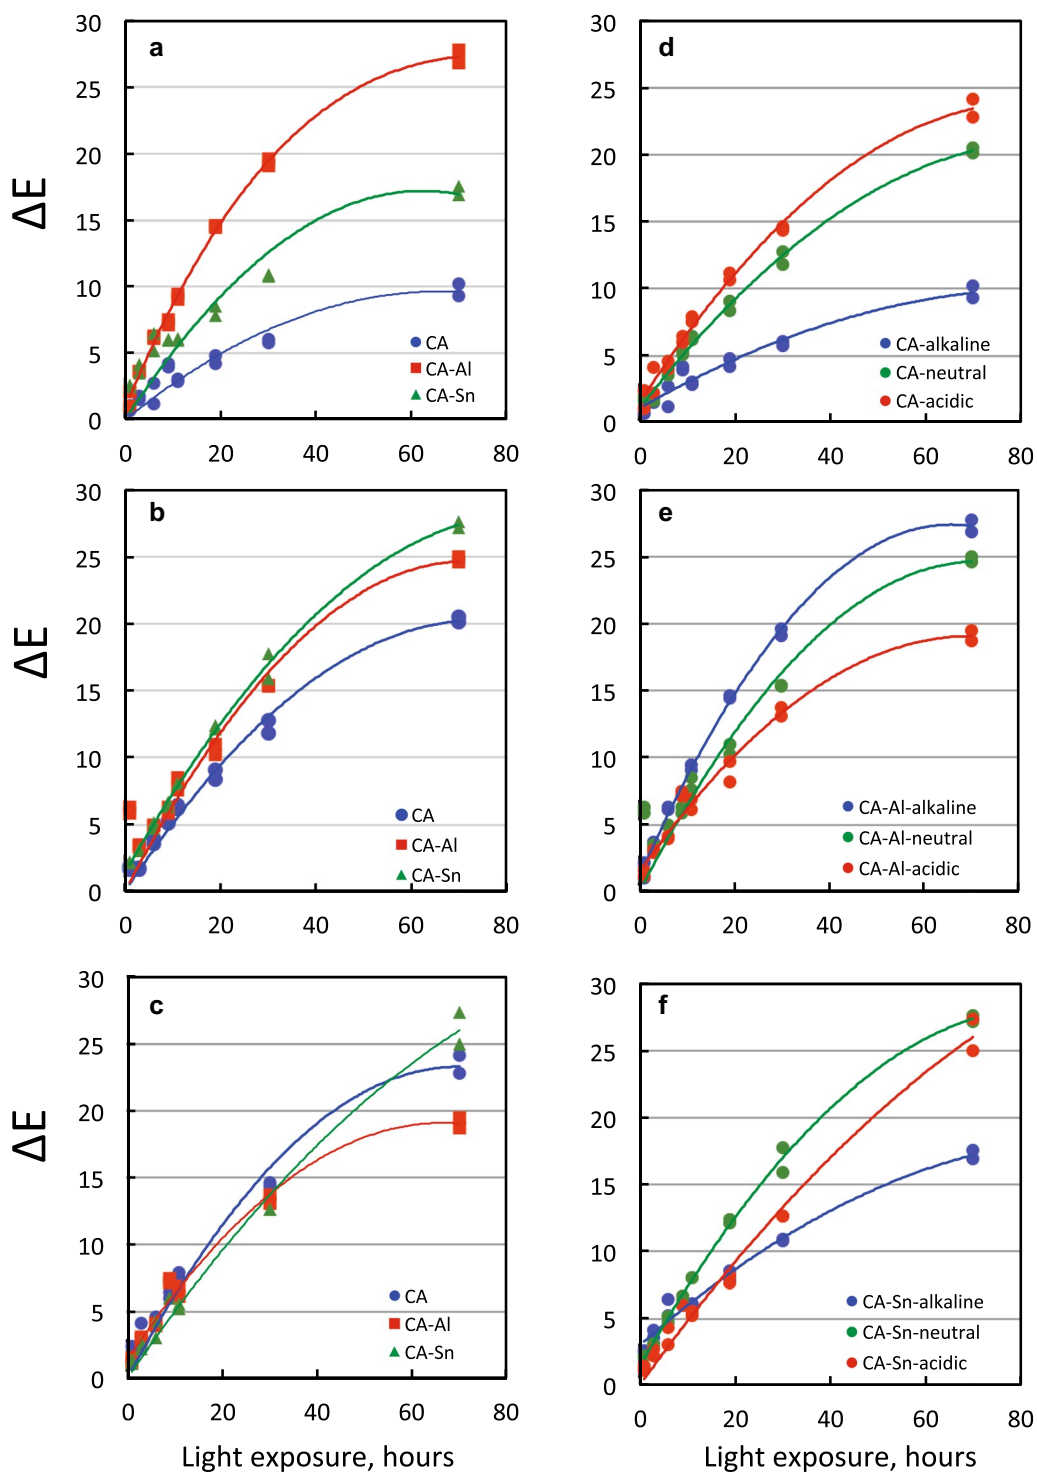 a
30
25
20
15
10
5
0
0 20 40 60 80
ΔE
CA
CA-Al
CA-Sn
d
30
25
20
15
10
5
0
0 20 40 60 80
CA-alkaline
CA-neutral
CA-acidic
b
30
25
20
15
10
5
0
0 20 40 60 80
ΔE
CA
CA-Al
CA-Sn
e
30
25
20
15
10
5
0
0 20 40 60 80
CA-Al-alkaline
CA-Al-neutral
CA-Al-acidic
c
30
25
20
15
10
5
0
0 20 40 60 80
ΔE
CA
CA-Al
CA-Sn
Light exposure, hours
f
30
25
20
15
10
5
0
0 20 40 60 80
CA-Sn-alkaline
CA-Sn-neutral
CA-Sn-acidic
Light exposure, hours